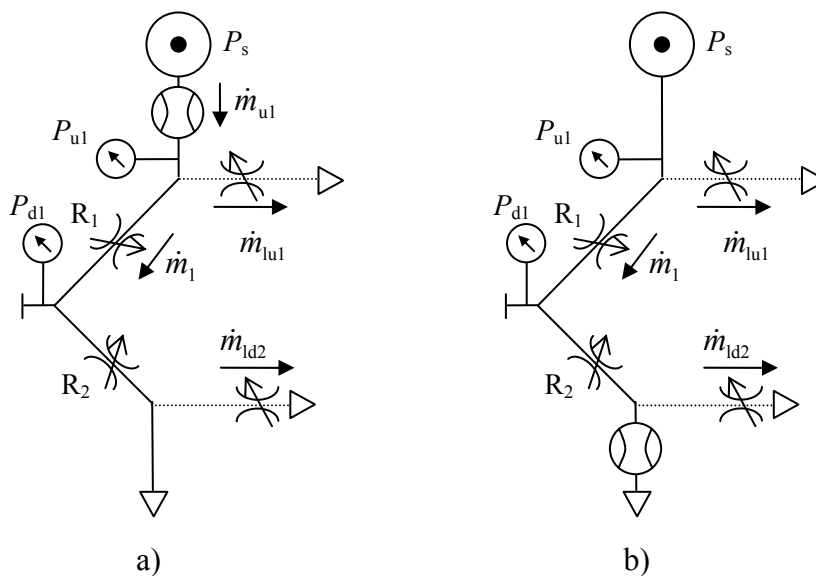 P_s
ṁ_u1
P_u1
P_d1
R_1
ṁ_lu1
ṁ_1
ṁ_ld2
R_2
a)
P_s
P_u1
P_d1
R_1
ṁ_lu1
ṁ_1
ṁ_ld2
R_2
b)